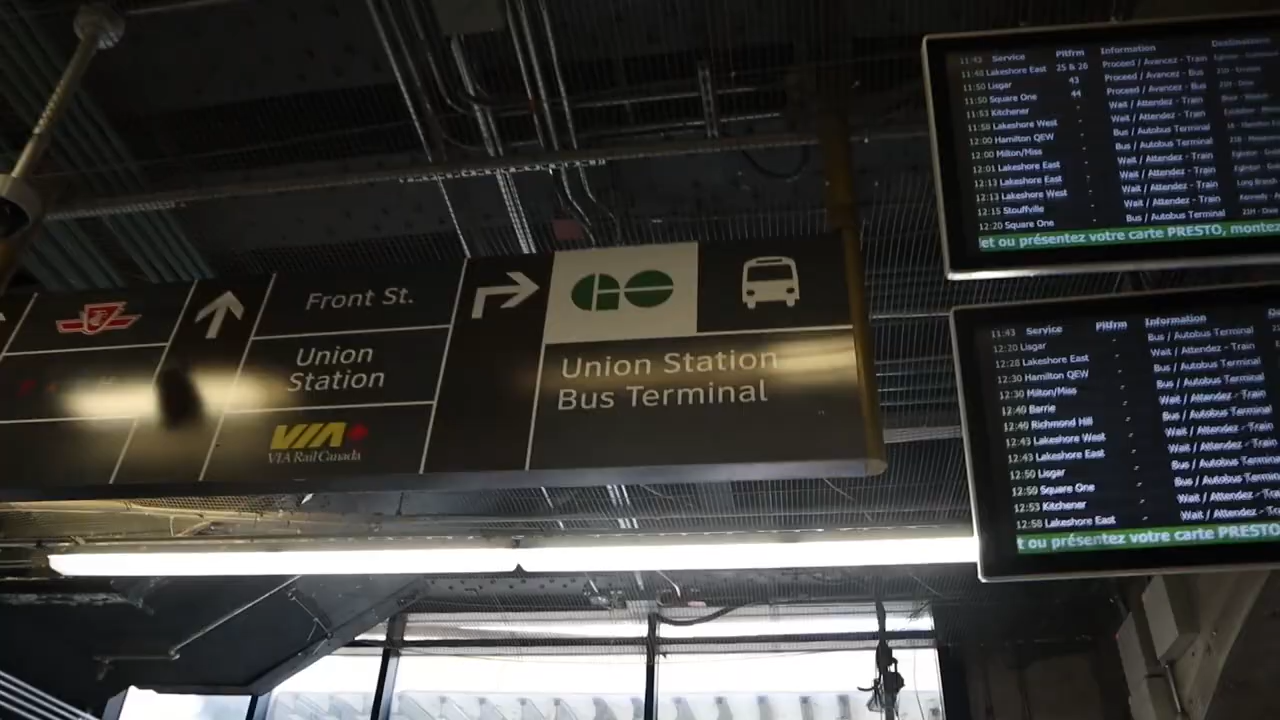 Front St.
Union
Station
VIA
VIA Rail Canada
GO
Union Station
Bus Terminal
11:43 Service Pltfrm Information
11:48 Lakeshore East 25 & 26 Proceed / Avancez - Train
11:50 Lisgar 43 Proceed / Avancez - Bus
11:50 Square One 44 Proceed / Avancez - Bus
11:53 Kitchener - Wait / Attendez - Train
11:58 Lakeshore West - Wait / Attendez - Train
12:00 Hamilton QEW - Bus / Autobus Terminal
12:00 Milton/Miss - Bus / Autobus Terminal
12:01 Lakeshore East - Wait / Attendez - Train
12:13 Lakeshore East - Wait / Attendez - Train
12:13 Lakeshore West - Wait / Attendez - Train
12:15 Stouffville - Wait / Attendez - Train
12:20 Square One - Bus / Autobus Terminal
et ou présentez votre carte PRESTO, montez
11:43 Service Pltfrm Information
12:20 Lisgar - Bus / Autobus Terminal
12:28 Lakeshore East - Wait / Attendez - Train
12:30 Hamilton QEW - Bus / Autobus Terminal
12:30 Milton/Miss - Bus / Autobus Terminal
12:40 Barrie - Wait / Attendez - Train
12:40 Richmond Hill - Bus / Autobus Terminal
12:43 Lakeshore West - Wait / Attendez - Train
12:43 Lakeshore East - Wait / Attendez - Train
12:50 Lisgar - Bus / Autobus Terminal
12:50 Square One - Bus / Autobus Terminal
12:53 Kitchener - Wait / Attendez - Train
12:58 Lakeshore East - Wait / Attendez - Train
t ou présentez votre carte PRESTO